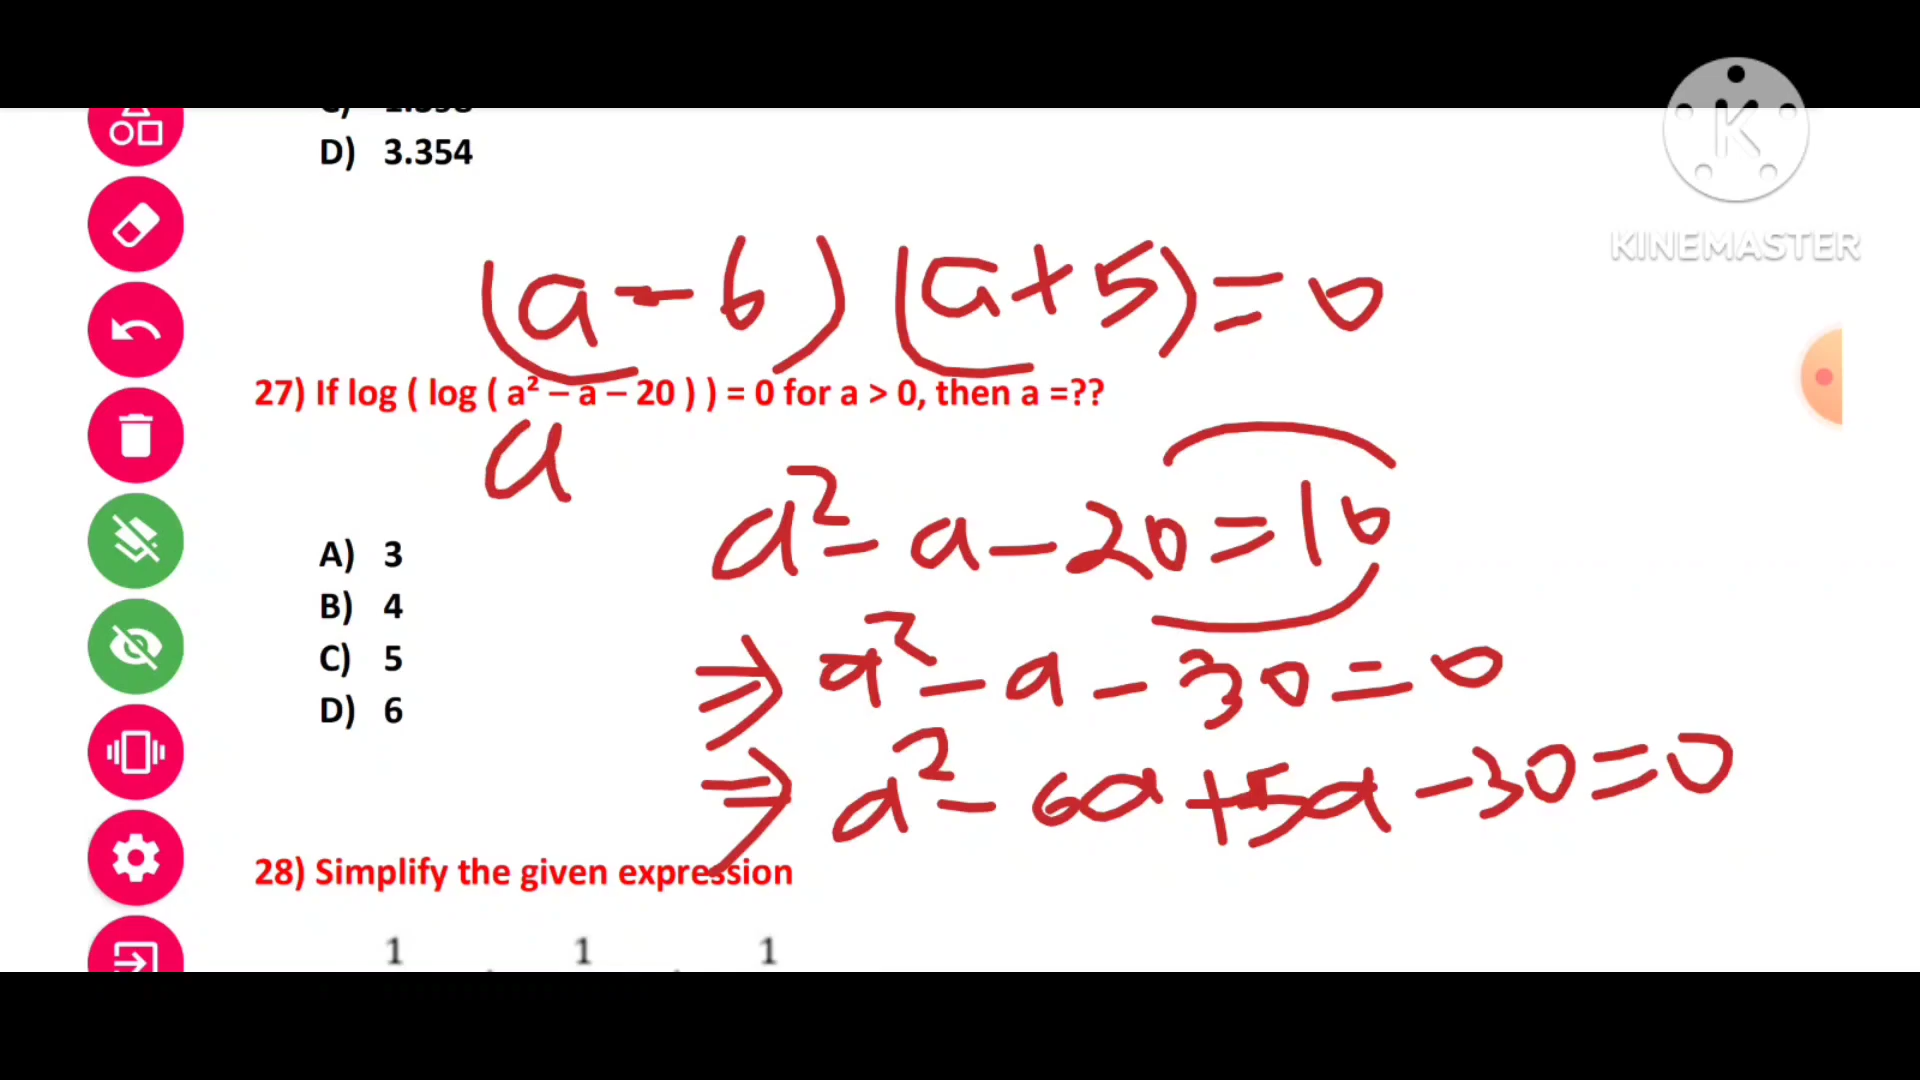 D) 3.354
KINEMASTER
(a-6)(a+5)=0
27) If log ( log ( a² – a – 20 ) ) = 0 for a > 0, then a =??
a
a²-a-20=10
A) 3
B) 4
C) 5
D) 6
⇒ a²-a-30=0
⇒ a²-6a+5a-30=0
28) Simplify the given expression
1 1 1